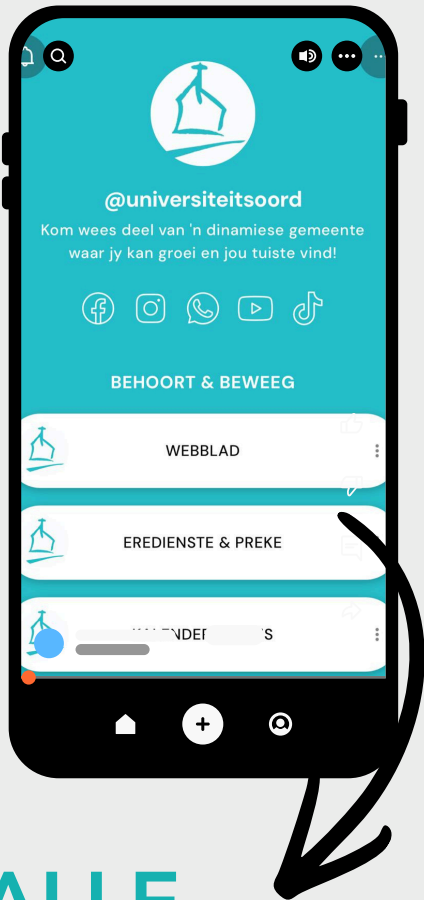 @universiteitsoord
Kom wees deel van 'n dinamiese gemeente
waar jy kan groei en jou tuiste vind!
BEHOORT & BEWEEG
WEBBLAD
EREDIENSTE & PREKE
ALLE